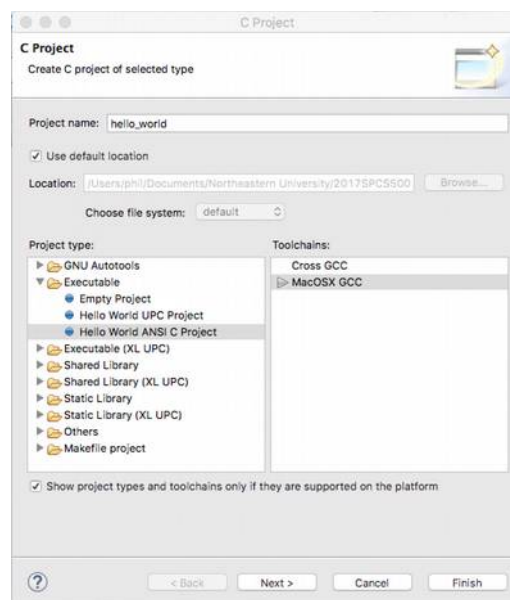 C Project
C Project
Create C project of selected type
Project name: hello_world
Use default location
Location: /Users/phil/Documents/Northeastern University/2017SPCS500 Browse...
Choose file system: default
Project type: Toolchains:
GNU Autotools Cross GCC
Executable MacOSX GCC
Empty Project
Hello World UPC Project
Hello World ANSI C Project
Executable (XL UPC)
Shared Library
Shared Library (XL UPC)
Static Library
Static Library (XL UPC)
Others
Makefile project
Show project types and toolchains only if they are supported on the platform
? < Back Next > Cancel Finish